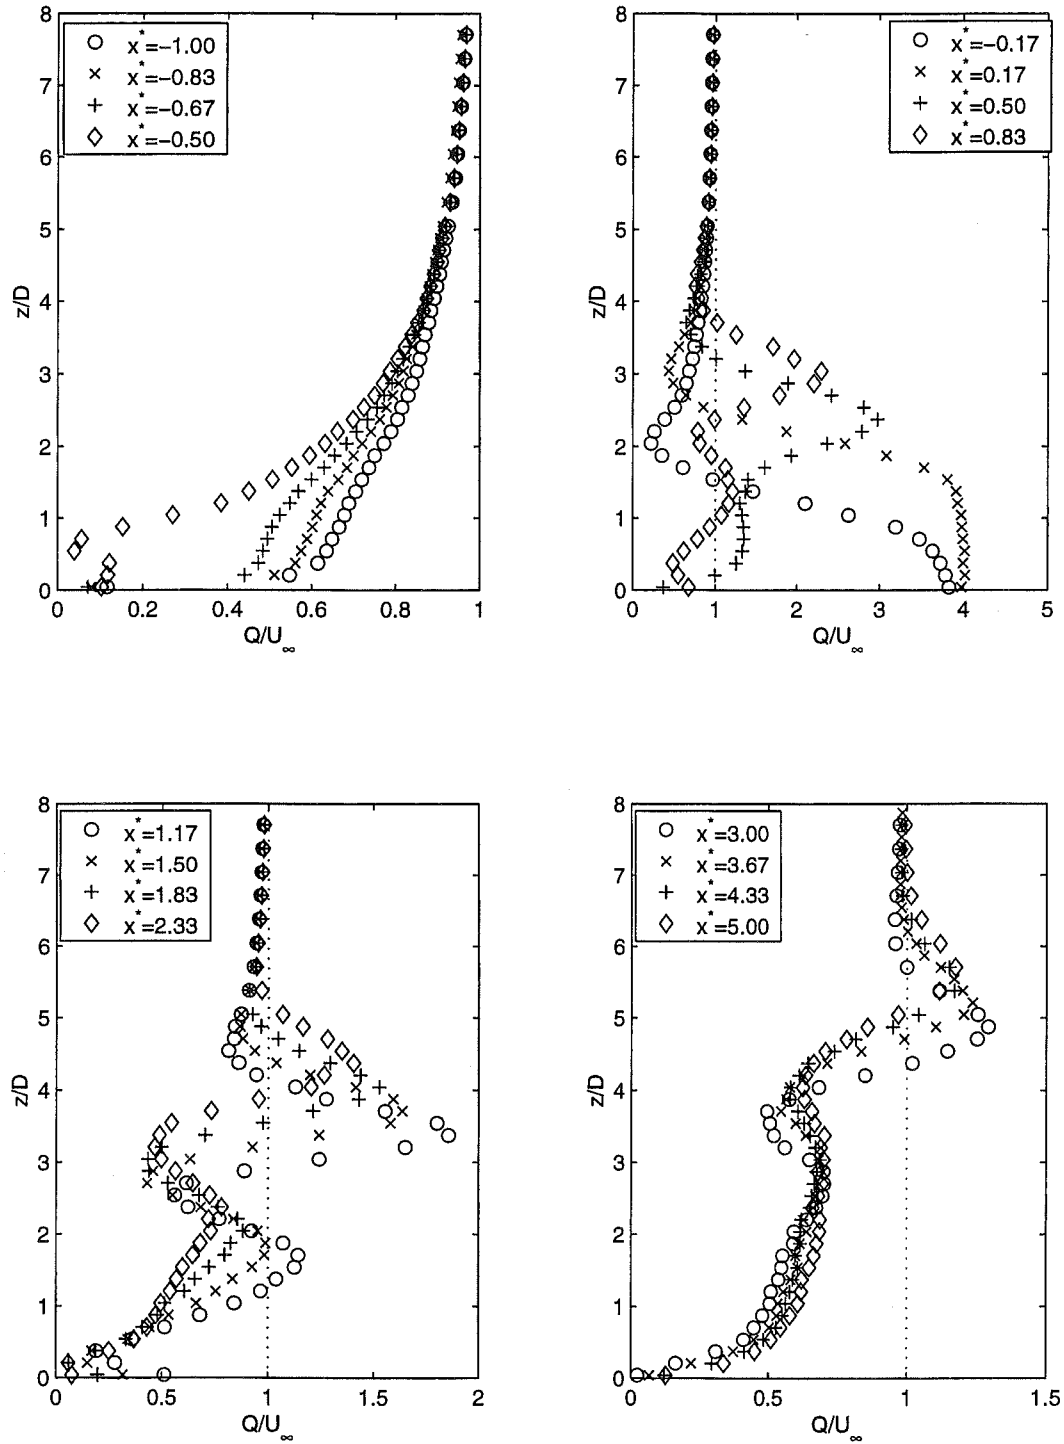 8
7
6
5
4
3
2
1
0
z/D
x*=−1.00
x*=−0.83
x*=−0.67
x*=−0.50
0 0.2 0.4 0.6 0.8 1
Q/U∞
8
7
6
5
4
3
2
1
0
z/D
x*=−0.17
x*=0.17
x*=0.50
x*=0.83
0 1 2 3 4 5
Q/U∞
8
7
6
5
4
3
2
1
0
z/D
x*=1.17
x*=1.50
x*=1.83
x*=2.33
0 0.5 1 1.5 2
Q/U∞
8
7
6
5
4
3
2
1
0
z/D
x*=3.00
x*=3.67
x*=4.33
x*=5.00
0 0.5 1 1.5
Q/U∞